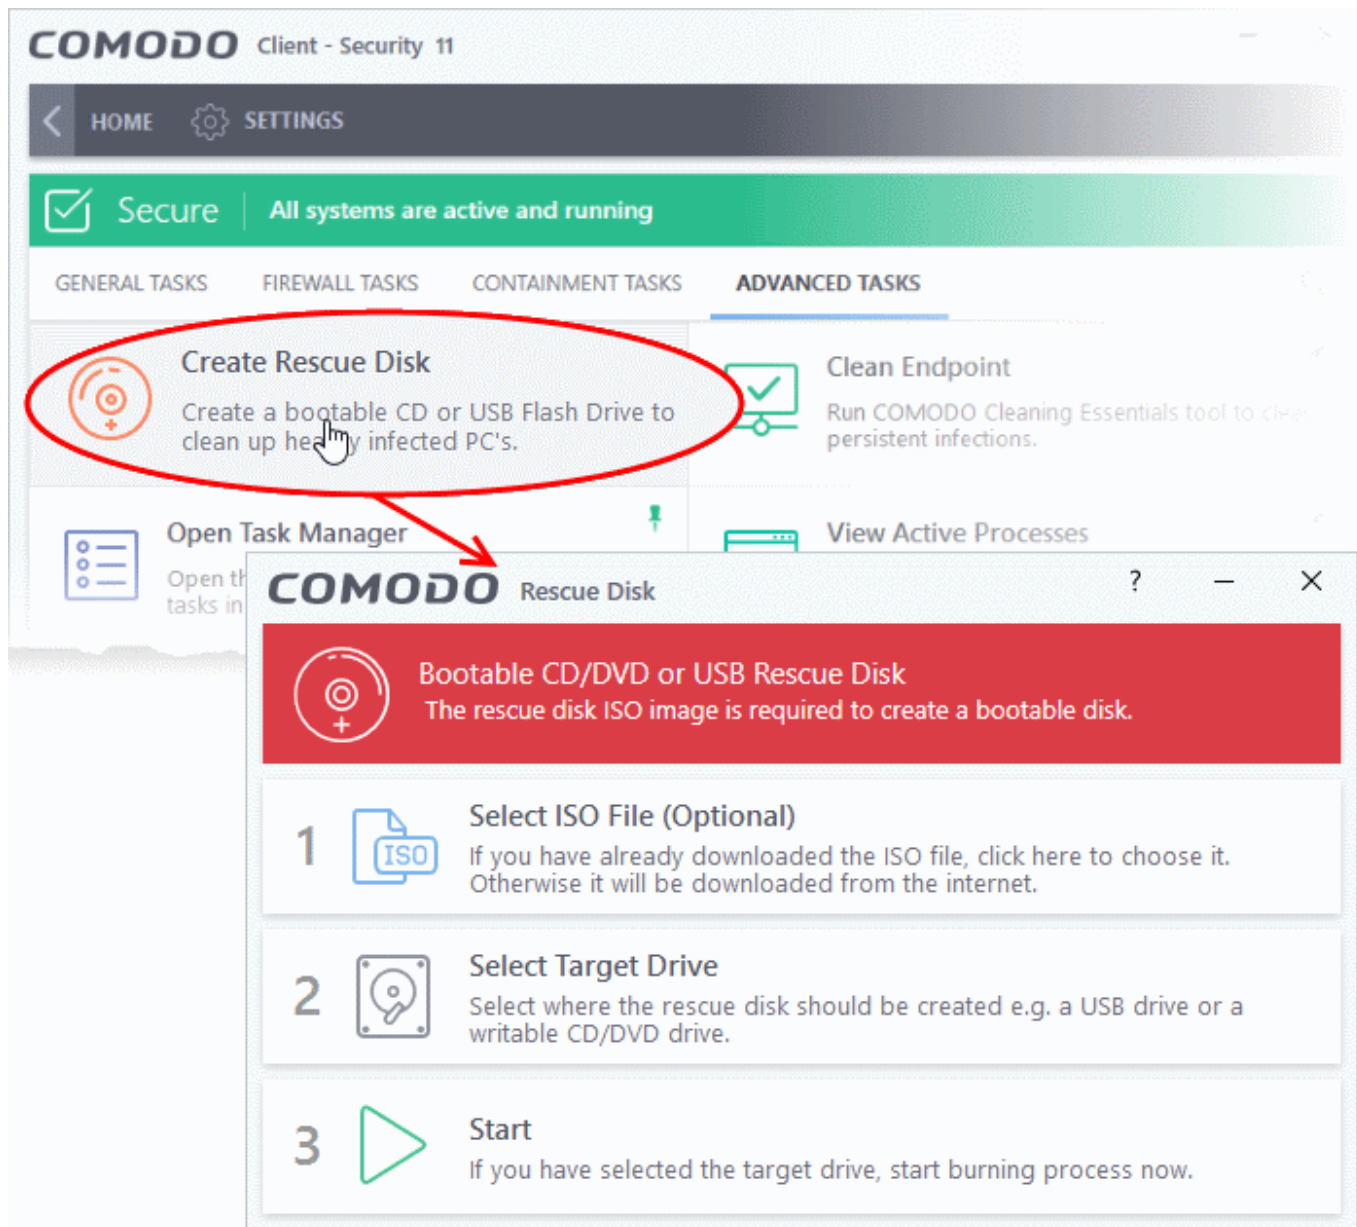 COMODO Client - Security 11
HOME SETTINGS
Secure All systems are active and running
GENERAL TASKS FIREWALL TASKS CONTAINMENT TASKS ADVANCED TASKS
Create Rescue Disk
Create a bootable CD or USB Flash Drive to
clean up infected PC's.
Clean Endpoint
Run COMODO Cleaning Essentials tool to
persistent infections.
Open Task Manager
Open
tasks in
View Active Processes
COMODO Rescue Disk ?
Bootable CD/DVD or USB Rescue Disk
The rescue disk ISO image is required to create a bootable disk.
1 ISO Select ISO File (Optional)
If you have already downloaded the ISO file, click here to choose it.
Otherwise it will be downloaded from the internet.
2 Select Target Drive
Select where the rescue disk should be created e.g. a USB drive or a
writable CD/DVD drive.
3 Start
If you have selected the target drive, start burning process now.